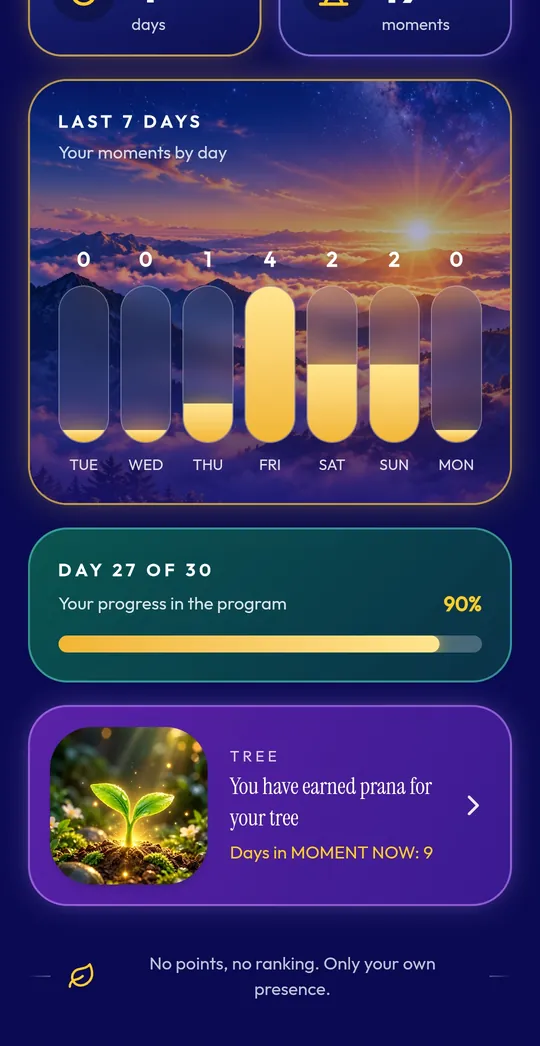 days
moments
LAST 7 DAYS
Your moments by day
0 0 1 4 2 2 0
TUE WED THU FRI SAT SUN MON
DAY 27 OF 30
Your progress in the program
90%
TREE
You have earned prana for
your tree
Days in MOMENT NOW: 9
No points, no ranking. Only your own
presence.